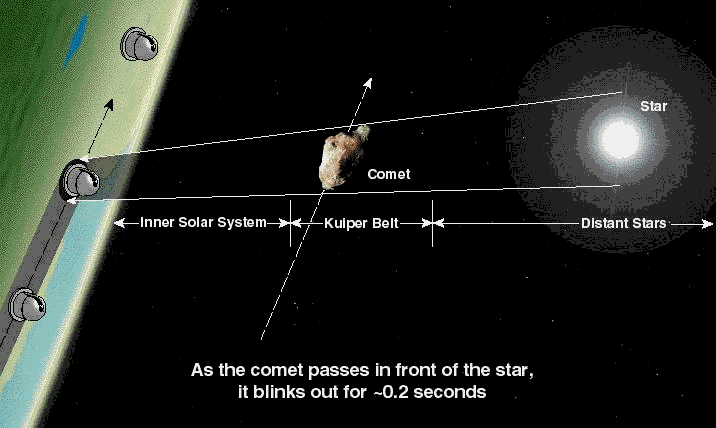 Star
Comet
Inner Solar System
Kuiper Belt
Distant Stars
As the comet passes in front of the star,
it blinks out for ~0.2 seconds